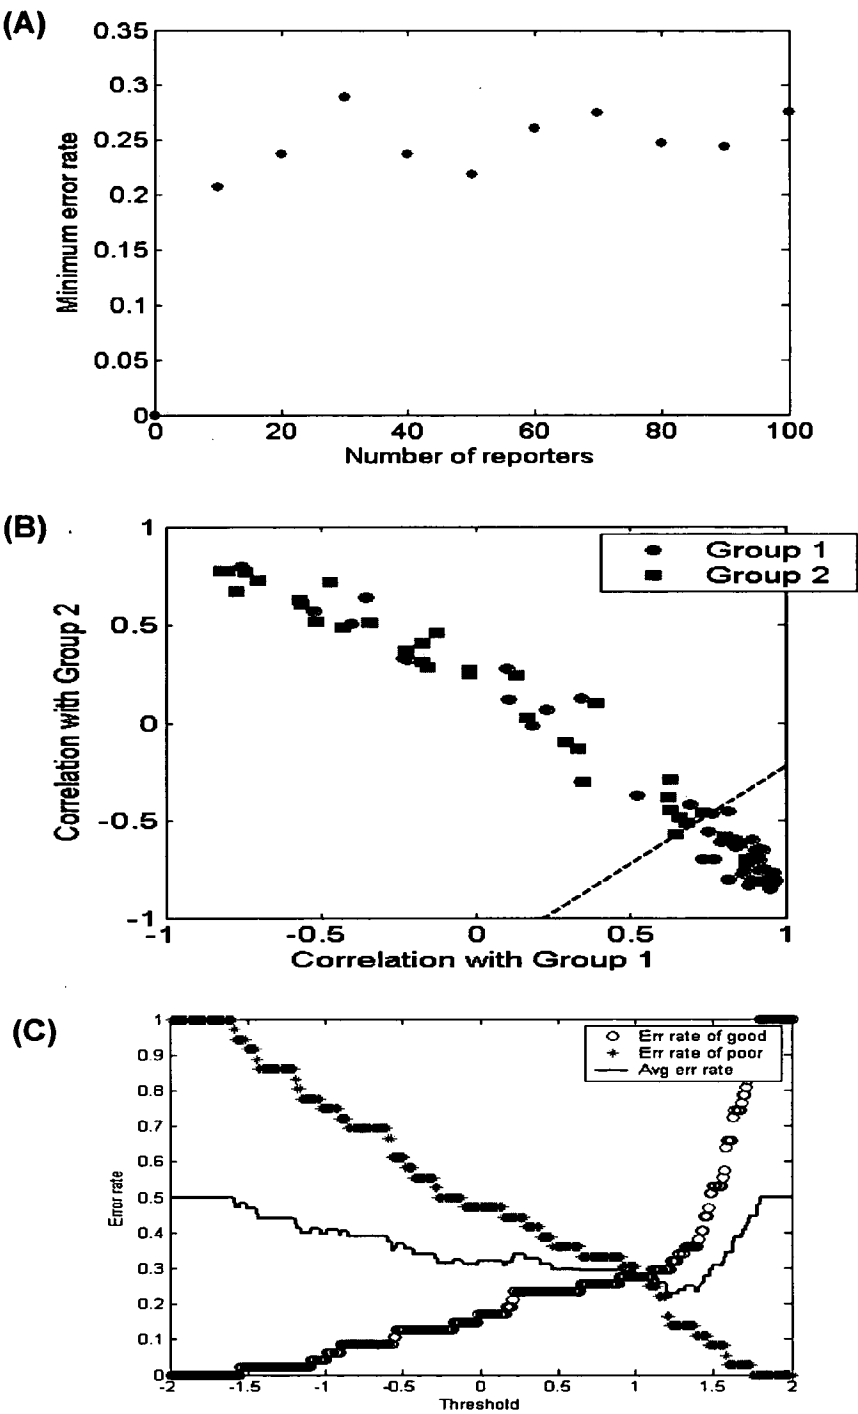 (A)
0.35
0.3
0.25
0.2
0.15
0.1
0.05
0
Minimum error rate
0 20 40 60 80 100
Number of reporters
(B)
1
0.5
0
-0.5
-1
Correlation with Group 2
Group 1
Group 2
-1 -0.5 0 0.5 1
Correlation with Group 1
(C)
1
0.9
0.8
0.7
0.6
0.5
0.4
0.3
0.2
0.1
0
Error rate
Err rate of good
Err rate of poor
Avg err rate
-2 -1.5 -1 -0.5 0 0.5 1 1.5 2
Threshold